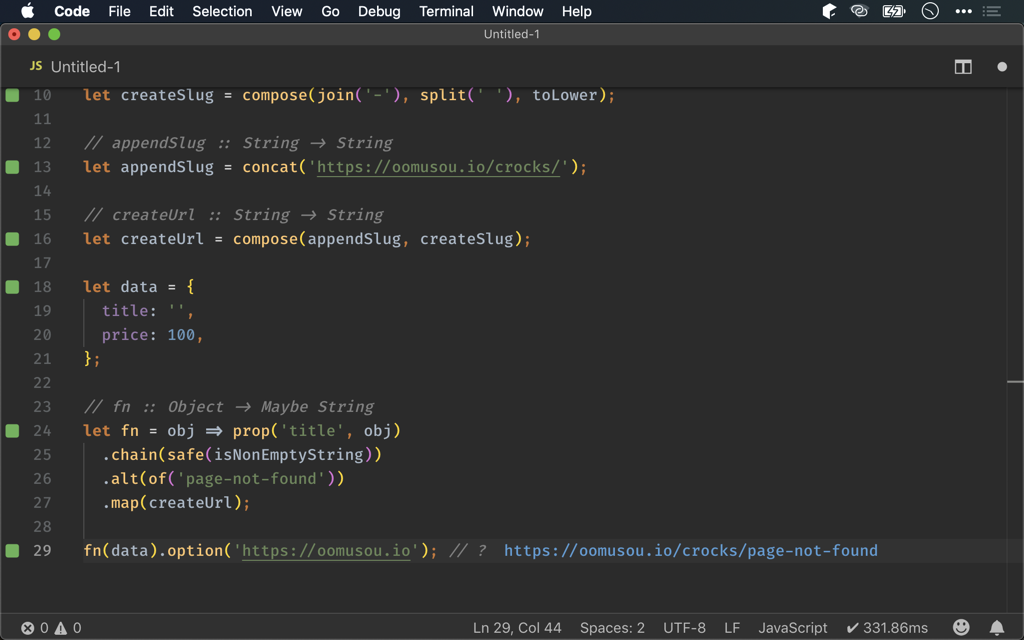 Code File Edit Selection View Go Debug Terminal Window Help
Untitled-1
JS Untitled-1
10 let createSlug = compose(join('-'), split(' '), toLower);
11
12 // appendSlug :: String → String
13 let appendSlug = concat('https://oomusou.io/crocks/');
14
15 // createUrl :: String → String
16 let createUrl = compose(appendSlug, createSlug);
17
18 let data = {
19 title: '',
20 price: 100,
21 };
22
23 // fn :: Object → Maybe String
24 let fn = obj ⇒ prop('title', obj)
25 .chain(safe(isNonEmptyString))
26 .alt(of('page-not-found'))
27 .map(createUrl);
28
29 fn(data).option('https://oomusou.io'); // ? https://oomusou.io/crocks/page-not-found
0 0 Ln 29, Col 44 Spaces: 2 UTF-8 LF JavaScript ✔ 331.86ms